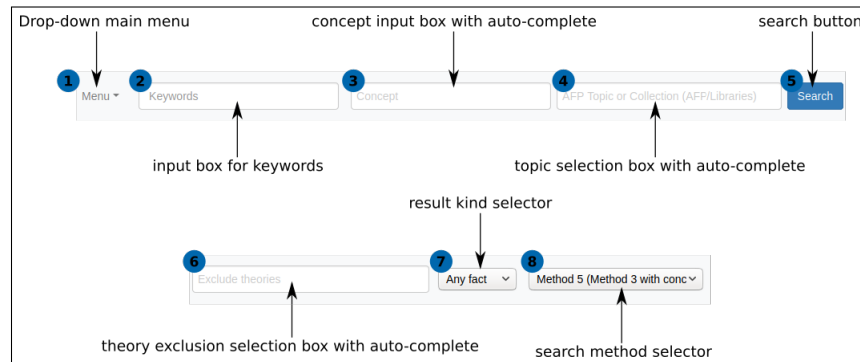 Drop-down main menu
concept input box with auto-complete
search button
1 2 3 4 5
Menu Keywords Concept AFP Topic or Collection (AFF/Libraries) Search
input box for keywords
topic selection box with auto-complete
result kind selector
6 7 8
Exclude theories Any fact Method 5 (Method 3 with conc
theory exclusion selection box with auto-complete
search method selector